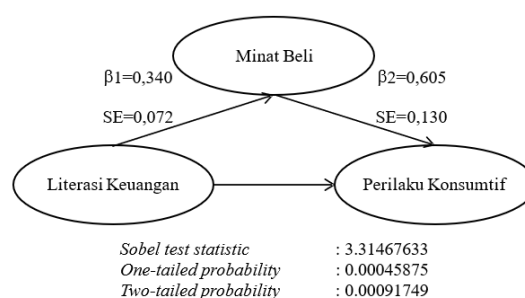 Minat Beli
β1=0,340
β2=0,605
SE=0,072
SE=0,130
Literasi Keuangan
Perilaku Konsumtif
Sobel test statistic : 3.31467633
One-tailed probability : 0.00045875
Two-tailed probability : 0.00091749